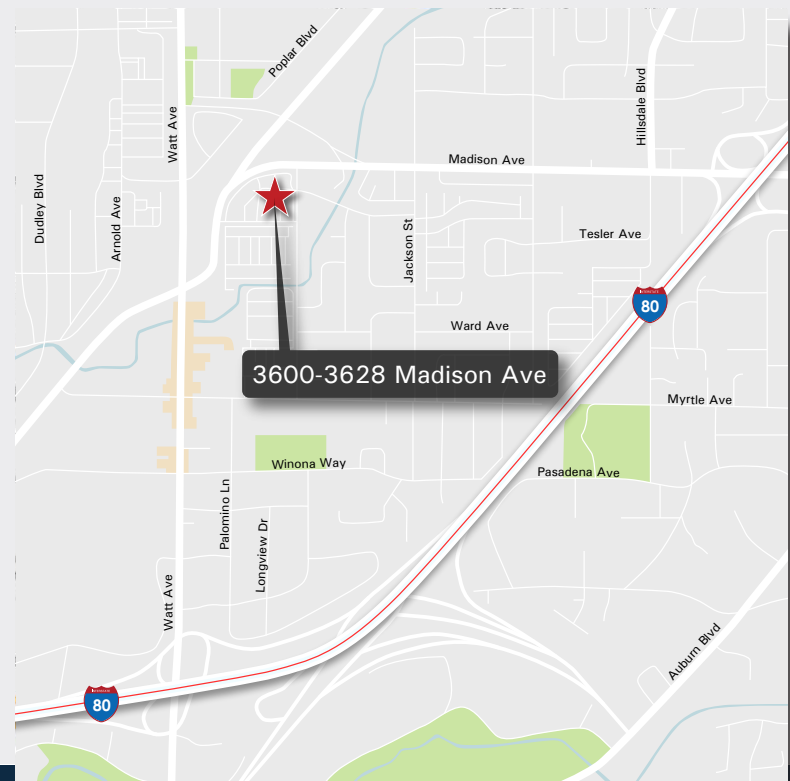 Poplar Blvd
Watt Ave
Hillsdale Blvd
Madison Ave
Dudley Blvd
Arnold Ave
Jackson St
Tesler Ave
80
Ward Ave
3600-3628 Madison Ave
Myrtle Ave
Winona Way
Pasadena Ave
Palomino Ln
Longview Dr
Watt Ave
Auburn Blvd
80